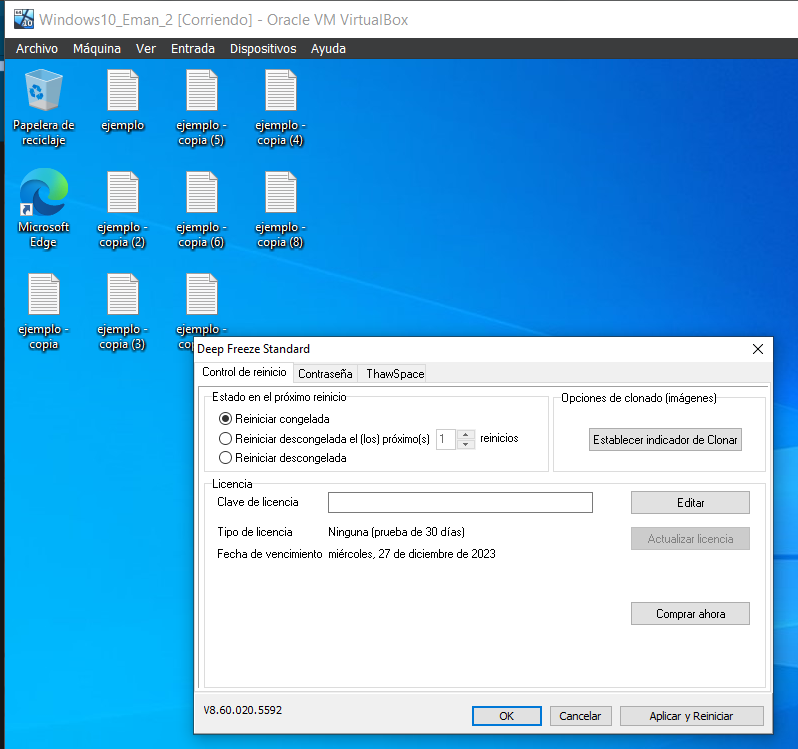 Windows10_Eman_2 [Corriendo] - Oracle VM VirtualBox
Archivo Máquina Ver Entrada Dispositivos Ayuda
Papelera de
reciclaje
ejemplo
ejemplo -
copia (5)
ejemplo -
copia (4)
Microsoft
Edge
ejemplo -
copia (2)
ejemplo -
copia (6)
ejemplo -
copia (8)
ejemplo -
copia
ejemplo -
copia (3)
ejemplo -
Deep Freeze Standard
Control de reinicio Contraseña ThawSpace
Estado en el próximo reinicio
Reiniciar congelada
Reiniciar descongelada el (los) próximo(s) 1 reinicios
Reiniciar descongelada
Opciones de clonado (imágenes)
Establecer indicador de Clonar
Licencia
Clave de licencia
Editar
Tipo de licencia Ninguna (prueba de 30 días)
Actualizar licencia
Fecha de vencimiento miércoles, 27 de diciembre de 2023
Comprar ahora
V8.60.020.5592
OK Cancelar Aplicar y Reiniciar